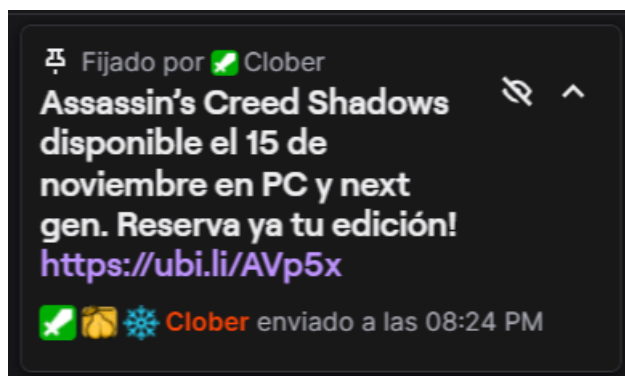 Fijado por Clober
Assassin's Creed Shadows
disponible el 15 de
noviembre en PC y next
gen. Reserva ya tu edición!
https://ubi.li/AVp5x
Clober enviado a las 08:24 PM